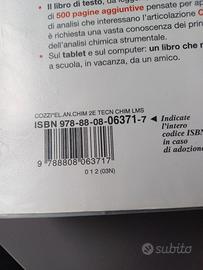 Il libro di testo, da leggere
di 500 pagine aggiuntive pensate per ap
di analisi che interessano l'articolazione C
è richiesta una vasta conoscenza dei prin
dell'analisi chimica strumentale.
• Sul tablet e sul computer: un libro che
a scuola, in vacanza, da un amico.
COZZI*EL.AN.CHIM 2E TECN CHIM LMS
ISBN 978-88-08-06371-7
Indicate
l'intero
codice ISBN
in caso
di adozione
9 788808 063717
0 1 2 (03N)
subito